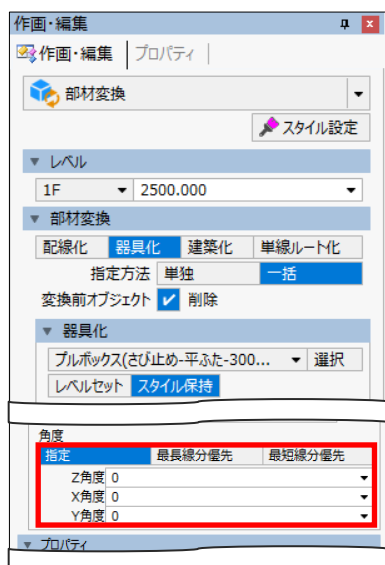 作画・編集
作画・編集 プロパティ
部材変換
スタイル設定
レベル
1F 2500.000
部材変換
配線化 器具化 建築化 単線ルート化
指定方法 単独 一括
変換前オブジェクト 削除
器具化
プルボックス(さび止め-平ふた-300... 選択
レベルセット スタイル保持
角度
指定 最長線分優先 最短線分優先
Z角度 0
X角度 0
Y角度 0
プロパティ